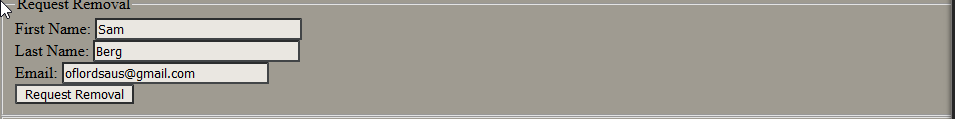 Request Removal
First Name: Sam
Last Name: Berg
Email: oflordsaus@gmail.com
Request Removal